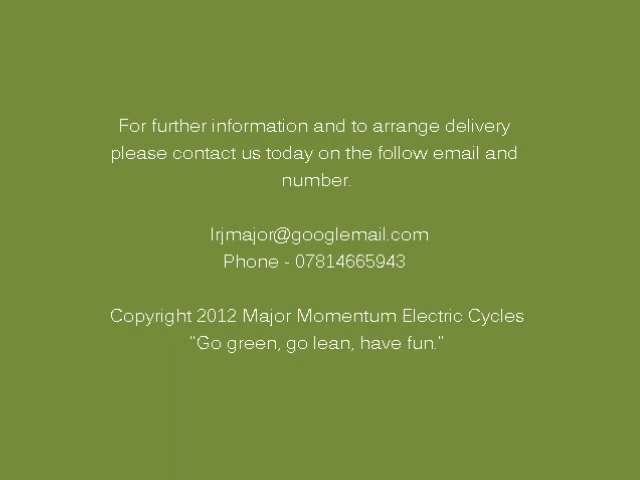 For further information and to arrange delivery
please contact us today on the follow email and
number.
lrjmajor@googlemail.com
Phone - 07814665943
Copyright 2012 Major Momentum Electric Cycles
"Go green, go lean, have fun."